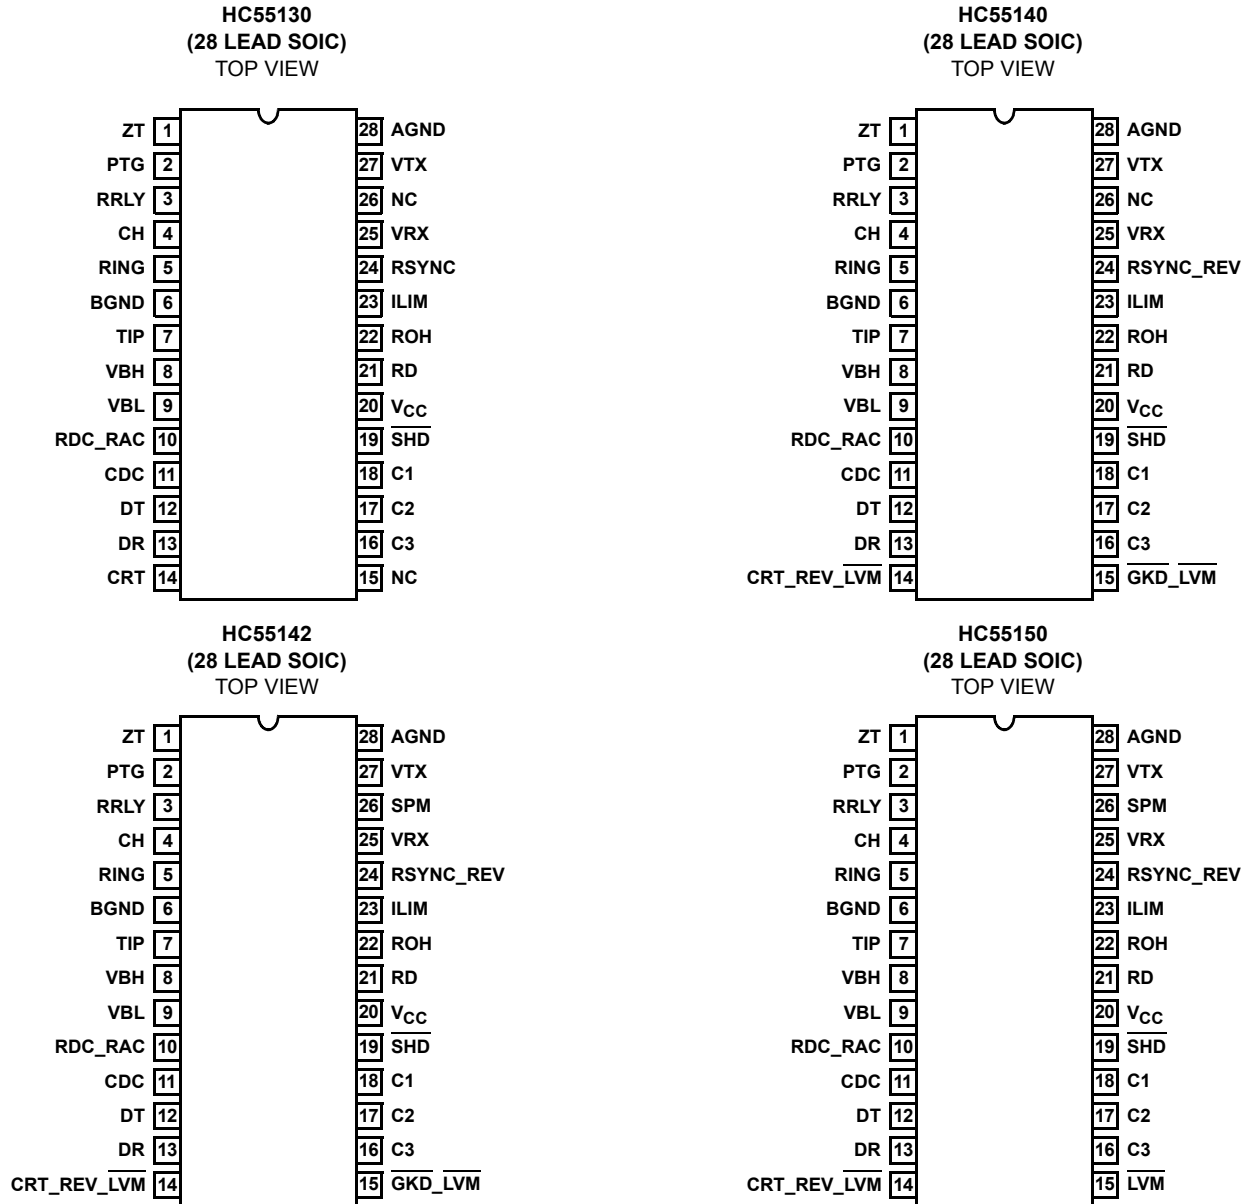 HC55130
(28 LEAD SOIC)
TOP VIEW
ZT 1 28 AGND
PTG 2 27 VTX
RRLY 3 26 NC
CH 4 25 VRX
RING 5 24 RSYNC
BGND 6 23 ILIM
TIP 7 22 ROH
VBH 8 21 RD
VBL 9 20 VCC
RDC_RAC 10 19 SHD
CDC 11 18 C1
DT 12 17 C2
DR 13 16 C3
CRT 14 15 NC
HC55140
(28 LEAD SOIC)
TOP VIEW
ZT 1 28 AGND
PTG 2 27 VTX
RRLY 3 26 NC
CH 4 25 VRX
RING 5 24 RSYNC_REV
BGND 6 23 ILIM
TIP 7 22 ROH
VBH 8 21 RD
VBL 9 20 VCC
RDC_RAC 10 19 SHD
CDC 11 18 C1
DT 12 17 C2
DR 13 16 C3
CRT_REV_LVM 14 15 GKD_LVM
HC55142
(28 LEAD SOIC)
TOP VIEW
ZT 1 28 AGND
PTG 2 27 VTX
RRLY 3 26 SPM
CH 4 25 VRX
RING 5 24 RSYNC_REV
BGND 6 23 ILIM
TIP 7 22 ROH
VBH 8 21 RD
VBL 9 20 VCC
RDC_RAC 10 19 SHD
CDC 11 18 C1
DT 12 17 C2
DR 13 16 C3
CRT_REV_LVM 14 15 GKD_LVM
HC55150
(28 LEAD SOIC)
TOP VIEW
ZT 1 28 AGND
PTG 2 27 VTX
RRLY 3 26 SPM
CH 4 25 VRX
RING 5 24 RSYNC_REV
BGND 6 23 ILIM
TIP 7 22 ROH
VBH 8 21 RD
VBL 9 20 VCC
RDC_RAC 10 19 SHD
CDC 11 18 C1
DT 12 17 C2
DR 13 16 C3
CRT_REV_LVM 14 15 LVM